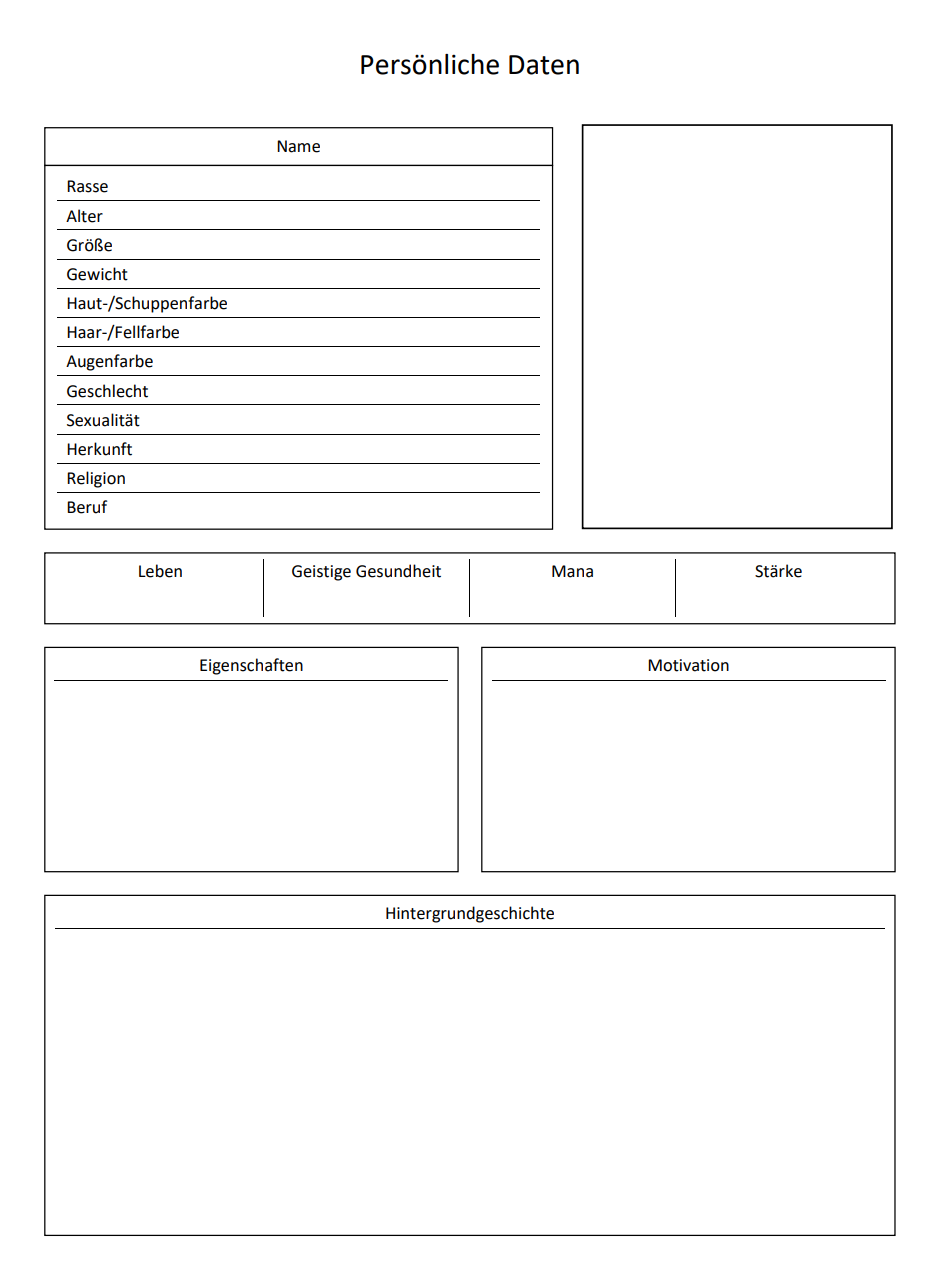 Persönliche Daten
Name
Rasse
Alter
Größe
Gewicht
Haut-/Schuppenfarbe
Haar-/Fellfarbe
Augenfarbe
Geschlecht
Sexualität
Herkunft
Religion
Beruf
Leben Geistige Gesundheit Mana Stärke
Eigenschaften Motivation
Hintergrundgeschichte